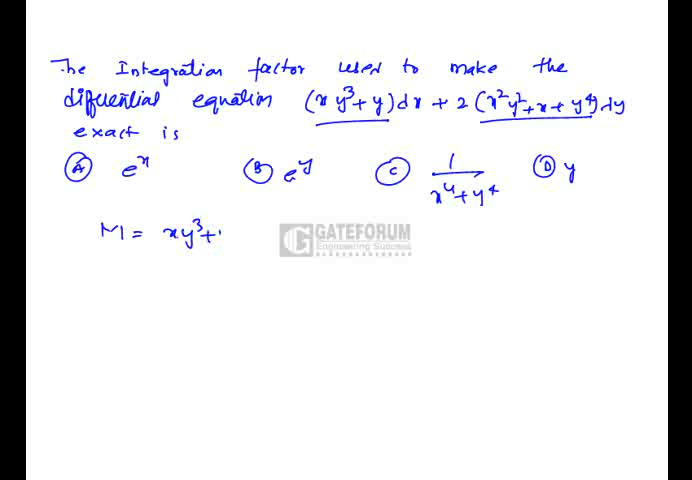 The Integration factor used to make the
diferential equation (xy³+y)dx + 2(x²y²+x+y⁴)dy
exact is
(A) eˣ (B) eʸ (C) 1/(x⁴+y⁴) (D) y
M = xy³+
GATEFORUM
Engineering Success